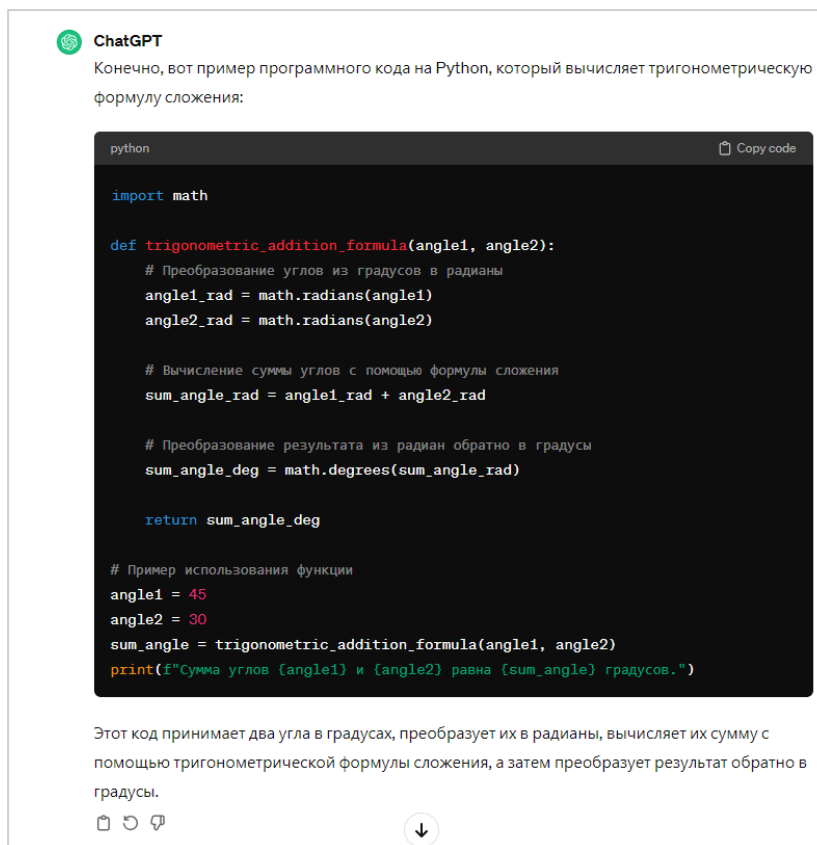 ChatGPT
Конечно, вот пример программного кода на Python, который вычисляет тригонометрическую
формулу сложения:
python Copy code
import math
def trigonometric_addition_formula(angle1, angle2):
    # Преобразование углов из градусов в радианы
    angle1_rad = math.radians(angle1)
    angle2_rad = math.radians(angle2)
    # Вычисление суммы углов с помощью формулы сложения
    sum_angle_rad = angle1_rad + angle2_rad
    # Преобразование результата из радиан обратно в градусы
    sum_angle_deg = math.degrees(sum_angle_rad)
    return sum_angle_deg
# Пример использования функции
angle1 = 45
angle2 = 30
sum_angle = trigonometric_addition_formula(angle1, angle2)
print(f"Сумма углов {angle1} и {angle2} равна {sum_angle} градусов.")
Этот код принимает два угла в градусах, преобразует их в радианы, вычисляет их сумму с
помощью тригонометрической формулы сложения, а затем преобразует результат обратно в
градусы.